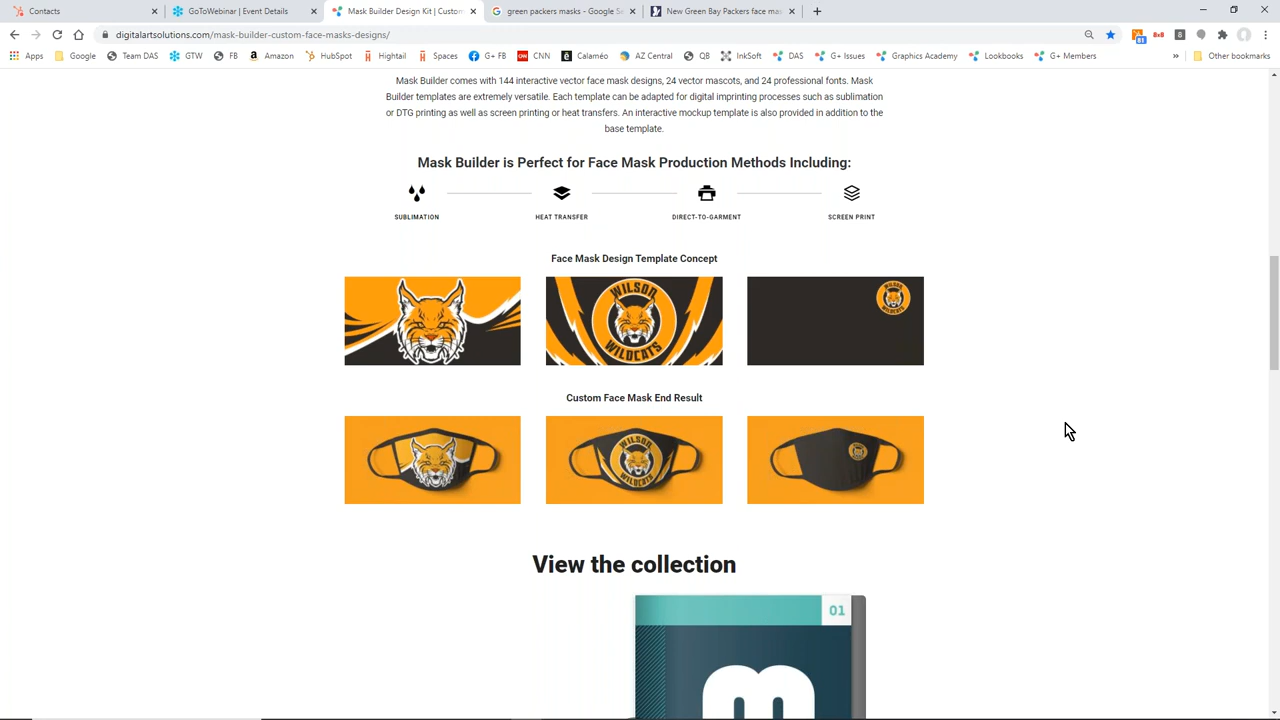 Contacts
GoToWebinar | Event Details
Mask Builder Design Kit | Custom
green packers masks - Google Se
New Green Bay Packers face mas
digitalartsolutions.com/mask-builder-custom-face-masks-designs/
81
8x8
8
Apps
Google
Team DAS
GTW
FB
Amazon
HubSpot
Hightail
Spaces
G+ FB
CNN
Calaméo
AZ Central
QB
InkSoft
DAS
G+ Issues
Graphics Academy
Lookbooks
G+ Members
»
Other bookmarks
Mask Builder comes with 144 interactive vector face mask designs, 24 vector mascots, and 24 professional fonts. Mask
Builder templates are extremely versatile. Each template can be adapted for digital imprinting processes such as sublimation
or DTG printing as well as screen printing or heat transfers. An interactive mockup template is also provided in addition to the
base template.
Mask Builder is Perfect for Face Mask Production Methods Including:
SUBLIMATION
HEAT TRANSFER
DIRECT-TO-GARMENT
SCREEN PRINT
Face Mask Design Template Concept
WILSON
WILDCATS
WILSON
WILDCATS
Custom Face Mask End Result
WILSON
WILDCATS
View the collection
01
m